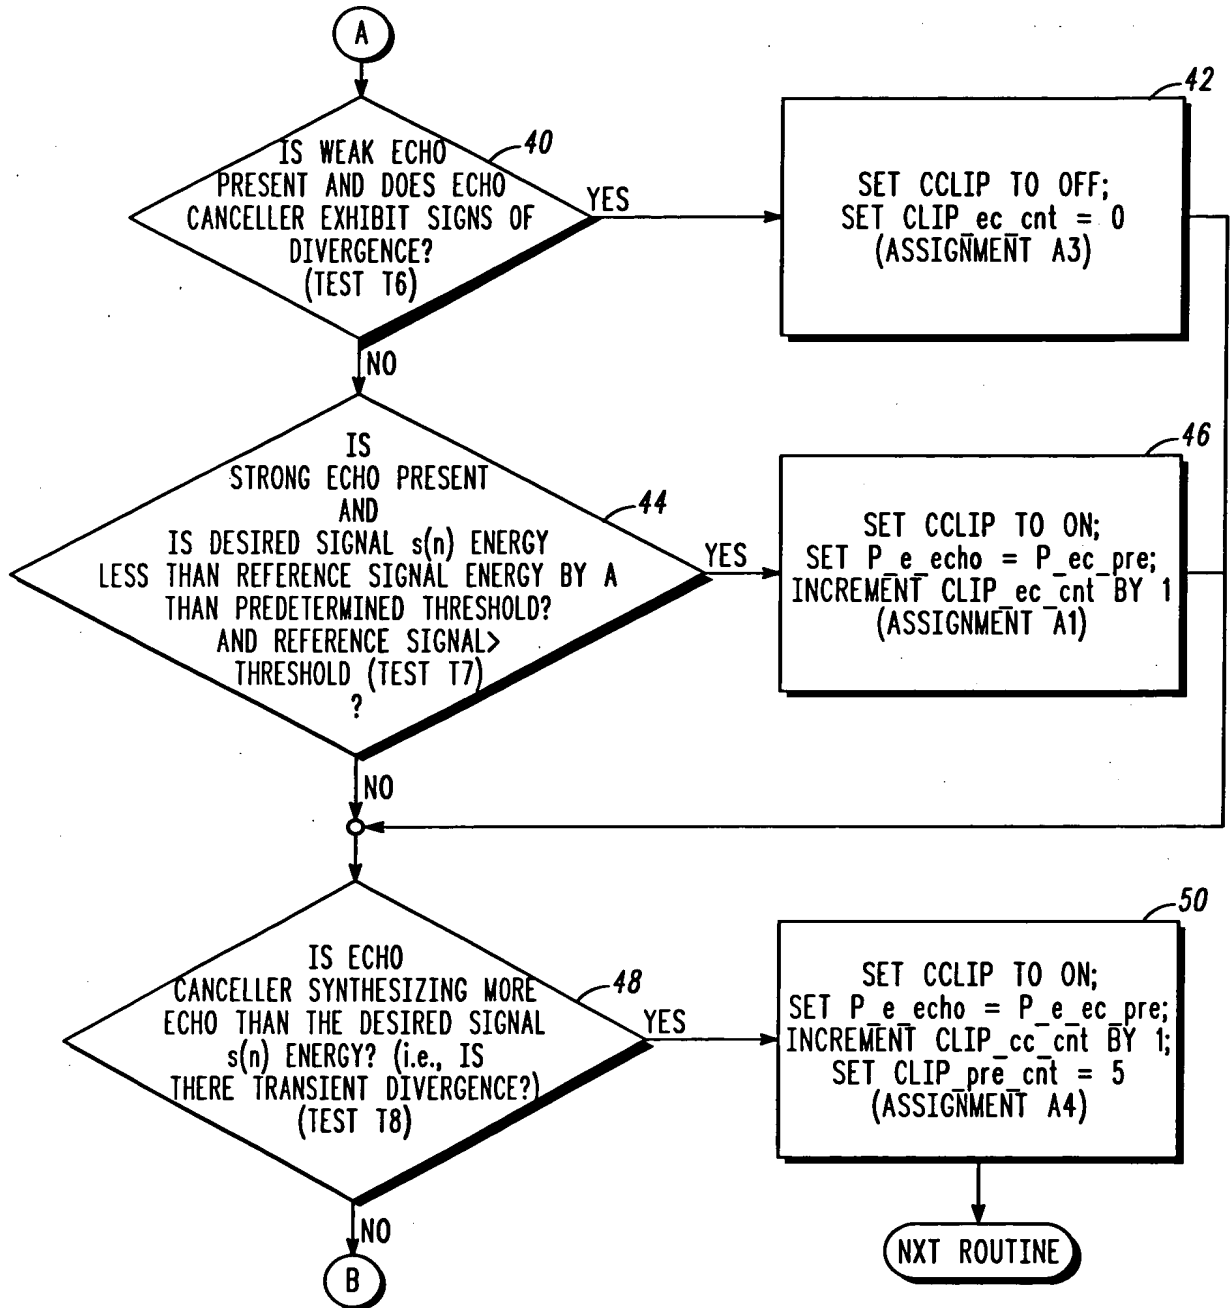 A
IS WEAK ECHO
PRESENT AND DOES ECHO
CANCELLER EXHIBIT SIGNS OF
DIVERGENCE?
(TEST T6)
40
YES
42
SET CCLIP TO OFF;
SET CLIP_ec_cnt = 0
(ASSIGNMENT A3)
NO
IS
STRONG ECHO PRESENT
AND
IS DESIRED SIGNAL s(n) ENERGY
LESS THAN REFERENCE SIGNAL ENERGY BY A
THAN PREDETERMINED THRESHOLD?
AND REFERENCE SIGNAL>
THRESHOLD (TEST T7)
?
44
YES
46
SET CCLIP TO ON;
SET P_e_echo = P_ec_pre;
INCREMENT CLIP_ec_cnt BY 1
(ASSIGNMENT A1)
NO
IS ECHO
CANCELLER SYNTHESIZING MORE
ECHO THAN THE DESIRED SIGNAL
s(n) ENERGY? (i.e., IS
THERE TRANSIENT DIVERGENCE?)
(TEST T8)
48
YES
50
SET CCLIP TO ON;
SET P_e_echo = P_e_ec_pre;
INCREMENT CLIP_cc_cnt BY 1;
SET CLIP_pre_cnt = 5
(ASSIGNMENT A4)
NO
B
NXT ROUTINE